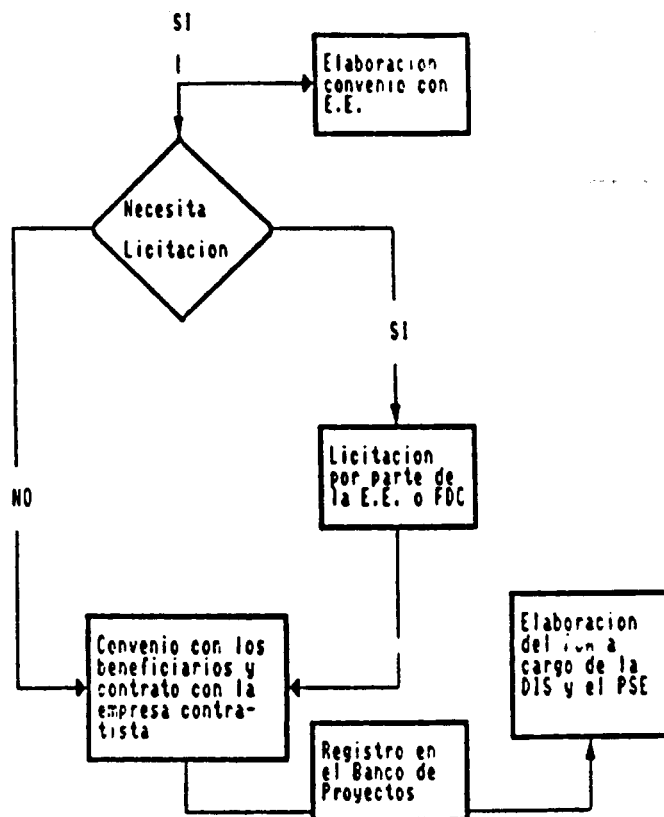 SI
Elaboracion
convenio con
E.E.
Necesita
Licitacion
SI
Licitacion
por parte de
la E.E. o FDC
NO
Convenio con los
beneficiarios y
contrato con la
empresa contra-
tista
Elaboracion
del a
cargo de la
DIS y el PSE
Registro en
el Banco de
Proyectos